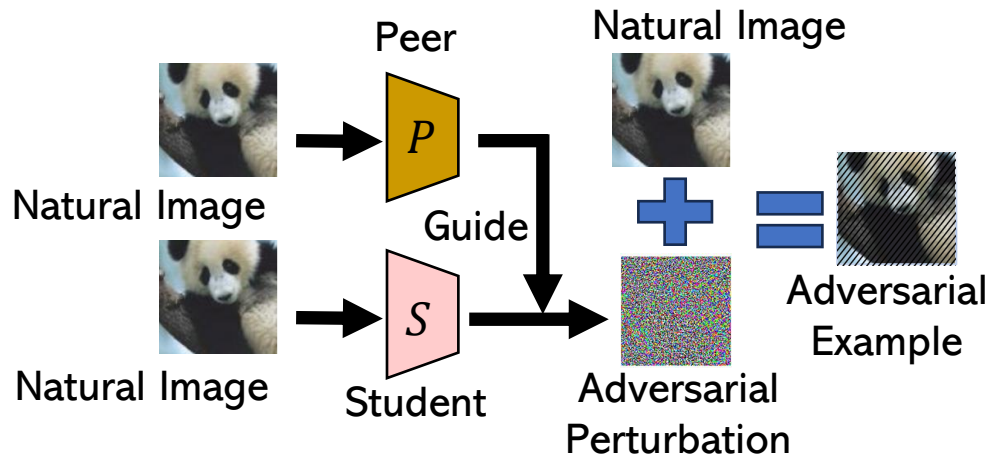 Peer
Natural Image
P
Natural Image
Guide
S
Adversarial
Example
Natural Image
Student
Adversarial
Perturbation